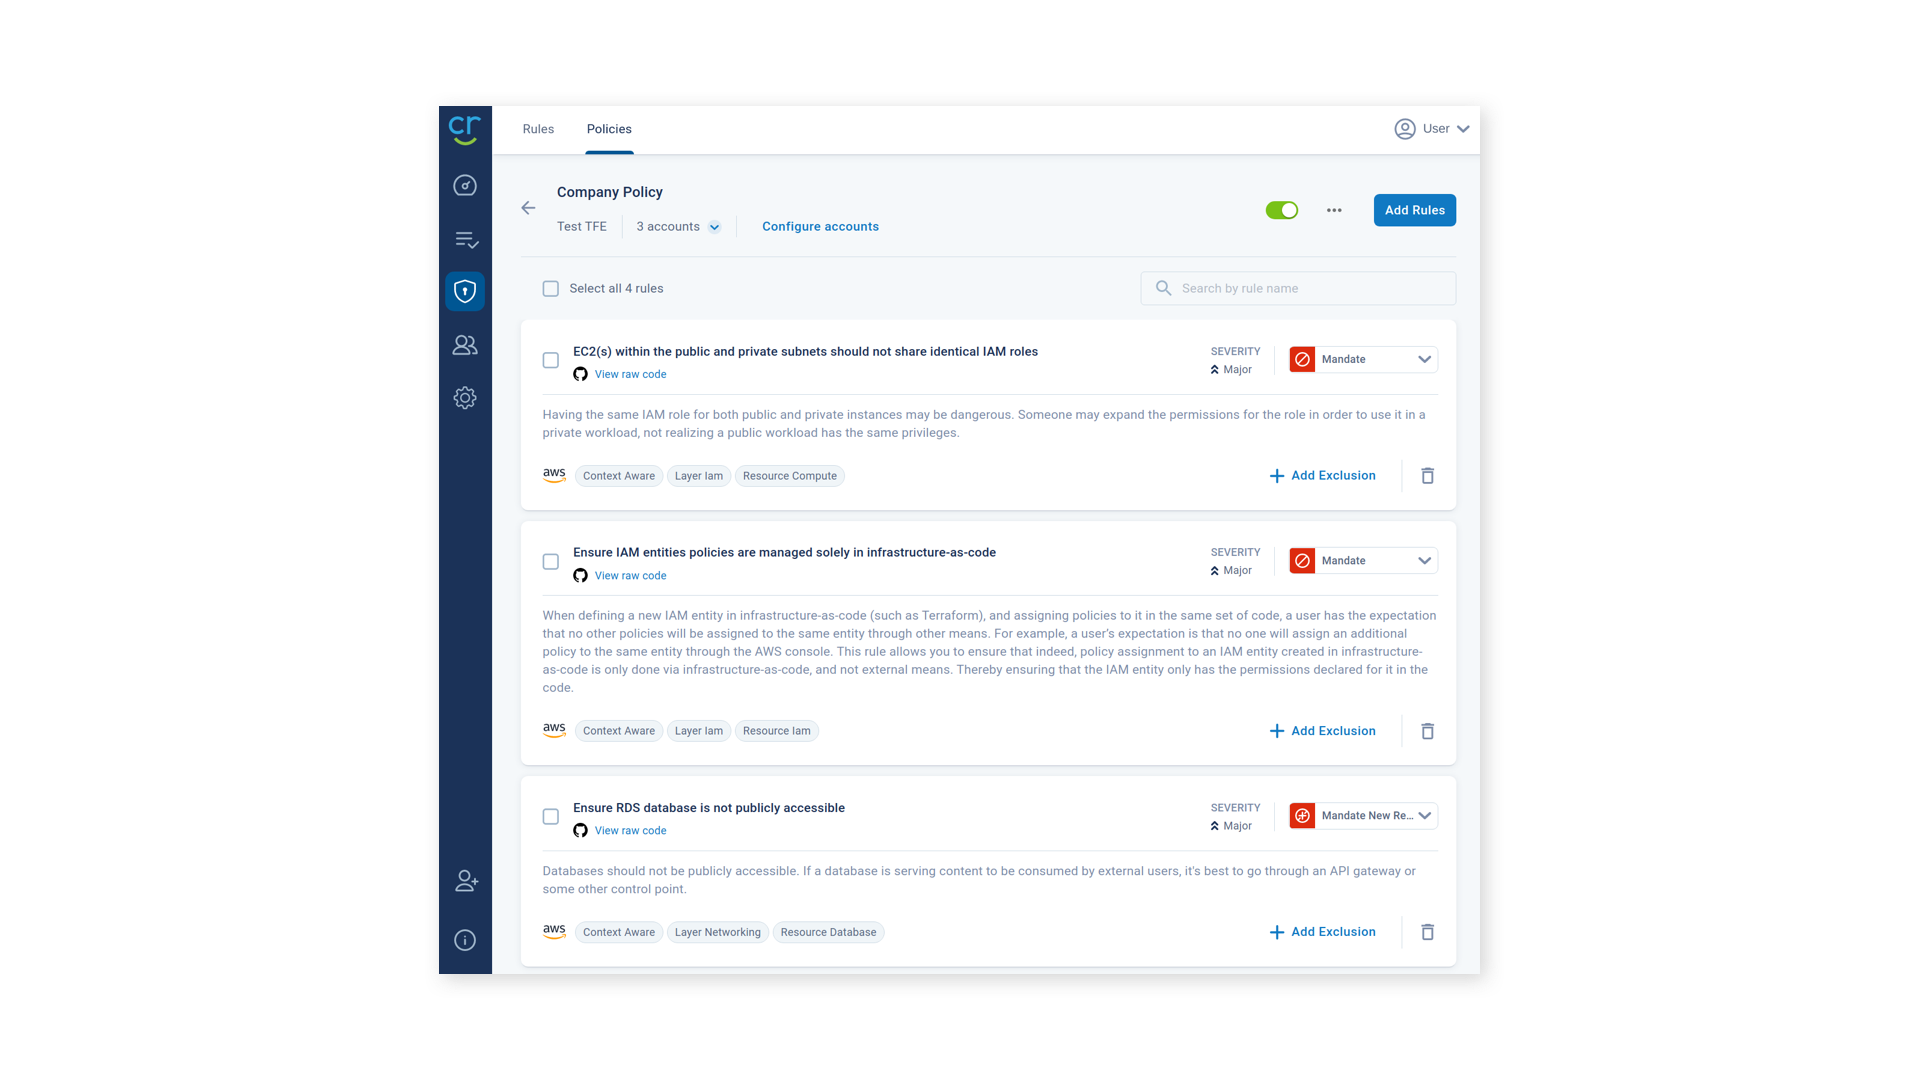 cr
Rules
Policies
User
Company Policy
Test TFE
3 accounts
Configure accounts
Add Rules
Select all 4 rules
Search by rule name
EC2(s) within the public and private subnets should not share identical IAM roles
View raw code
SEVERITY
Major
Mandate
Having the same IAM role for both public and private instances may be dangerous. Someone may expand the permissions for the role in order to use it in a
private workload, not realizing a public workload has the same privileges.
aws
Context Aware
Layer Iam
Resource Compute
Add Exclusion
Ensure IAM entities policies are managed solely in infrastructure-as-code
View raw code
SEVERITY
Major
Mandate
When defining a new IAM entity in infrastructure-as-code (such as Terraform), and assigning policies to it in the same set of code, a user has the expectation
that no other policies will be assigned to the same entity through other means. For example, a user's expectation is that no one will assign an additional
policy to the same entity through the AWS console. This rule allows you to ensure that indeed, policy assignment to an IAM entity created in infrastructure-
as-code is only done via infrastructure-as-code, and not external means. Thereby ensuring that the IAM entity only has the permissions declared for it in the
code.
aws
Context Aware
Layer Iam
Resource Iam
Add Exclusion
Ensure RDS database is not publicly accessible
View raw code
SEVERITY
Major
Mandate New Re...
Databases should not be publicly accessible. If a database is serving content to be consumed by external users, it's best to go through an API gateway or
some other control point.
aws
Context Aware
Layer Networking
Resource Database
Add Exclusion